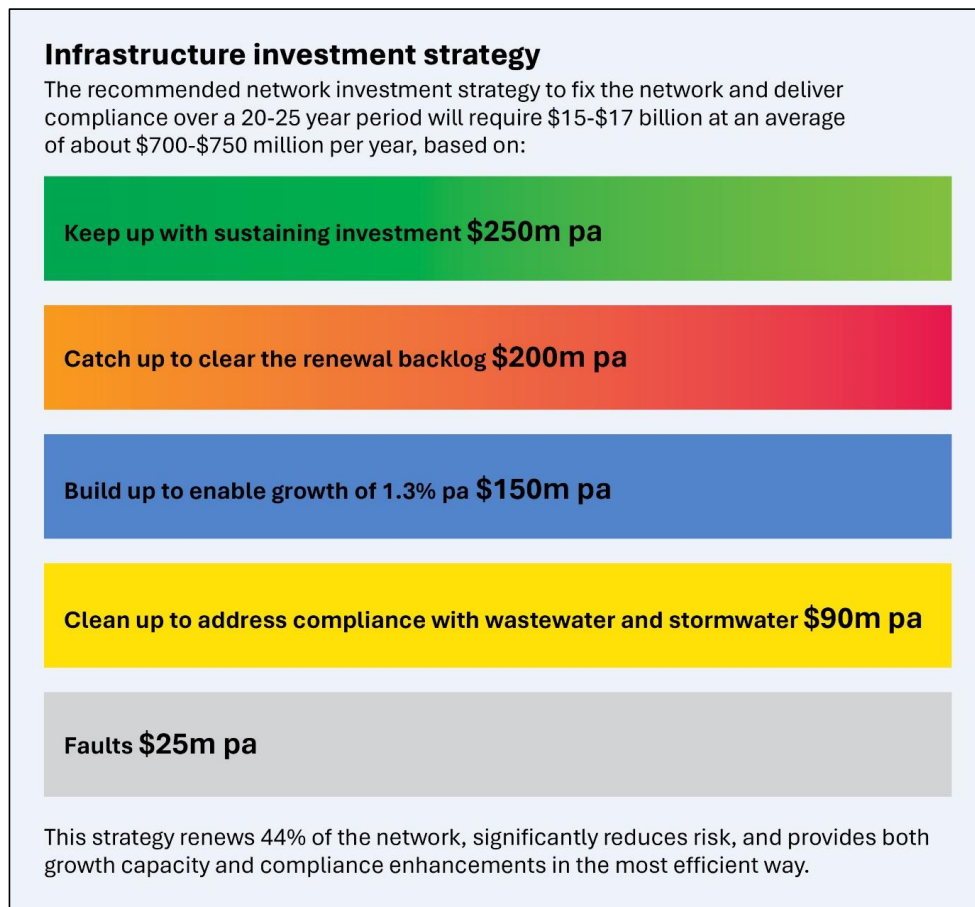 Infrastructure investment strategy
The recommended network investment strategy to fix the network and deliver
compliance over a 20-25 year period will require $15-$17 billion at an average
of about $700-$750 million per year, based on:
Keep up with sustaining investment $250m pa
Catch up to clear the renewal backlog $200m pa
Build up to enable growth of 1.3% pa $150m pa
Clean up to address compliance with wastewater and stormwater $90m pa
Faults $25m pa
This strategy renews 44% of the network, significantly reduces risk, and provides both
growth capacity and compliance enhancements in the most efficient way.